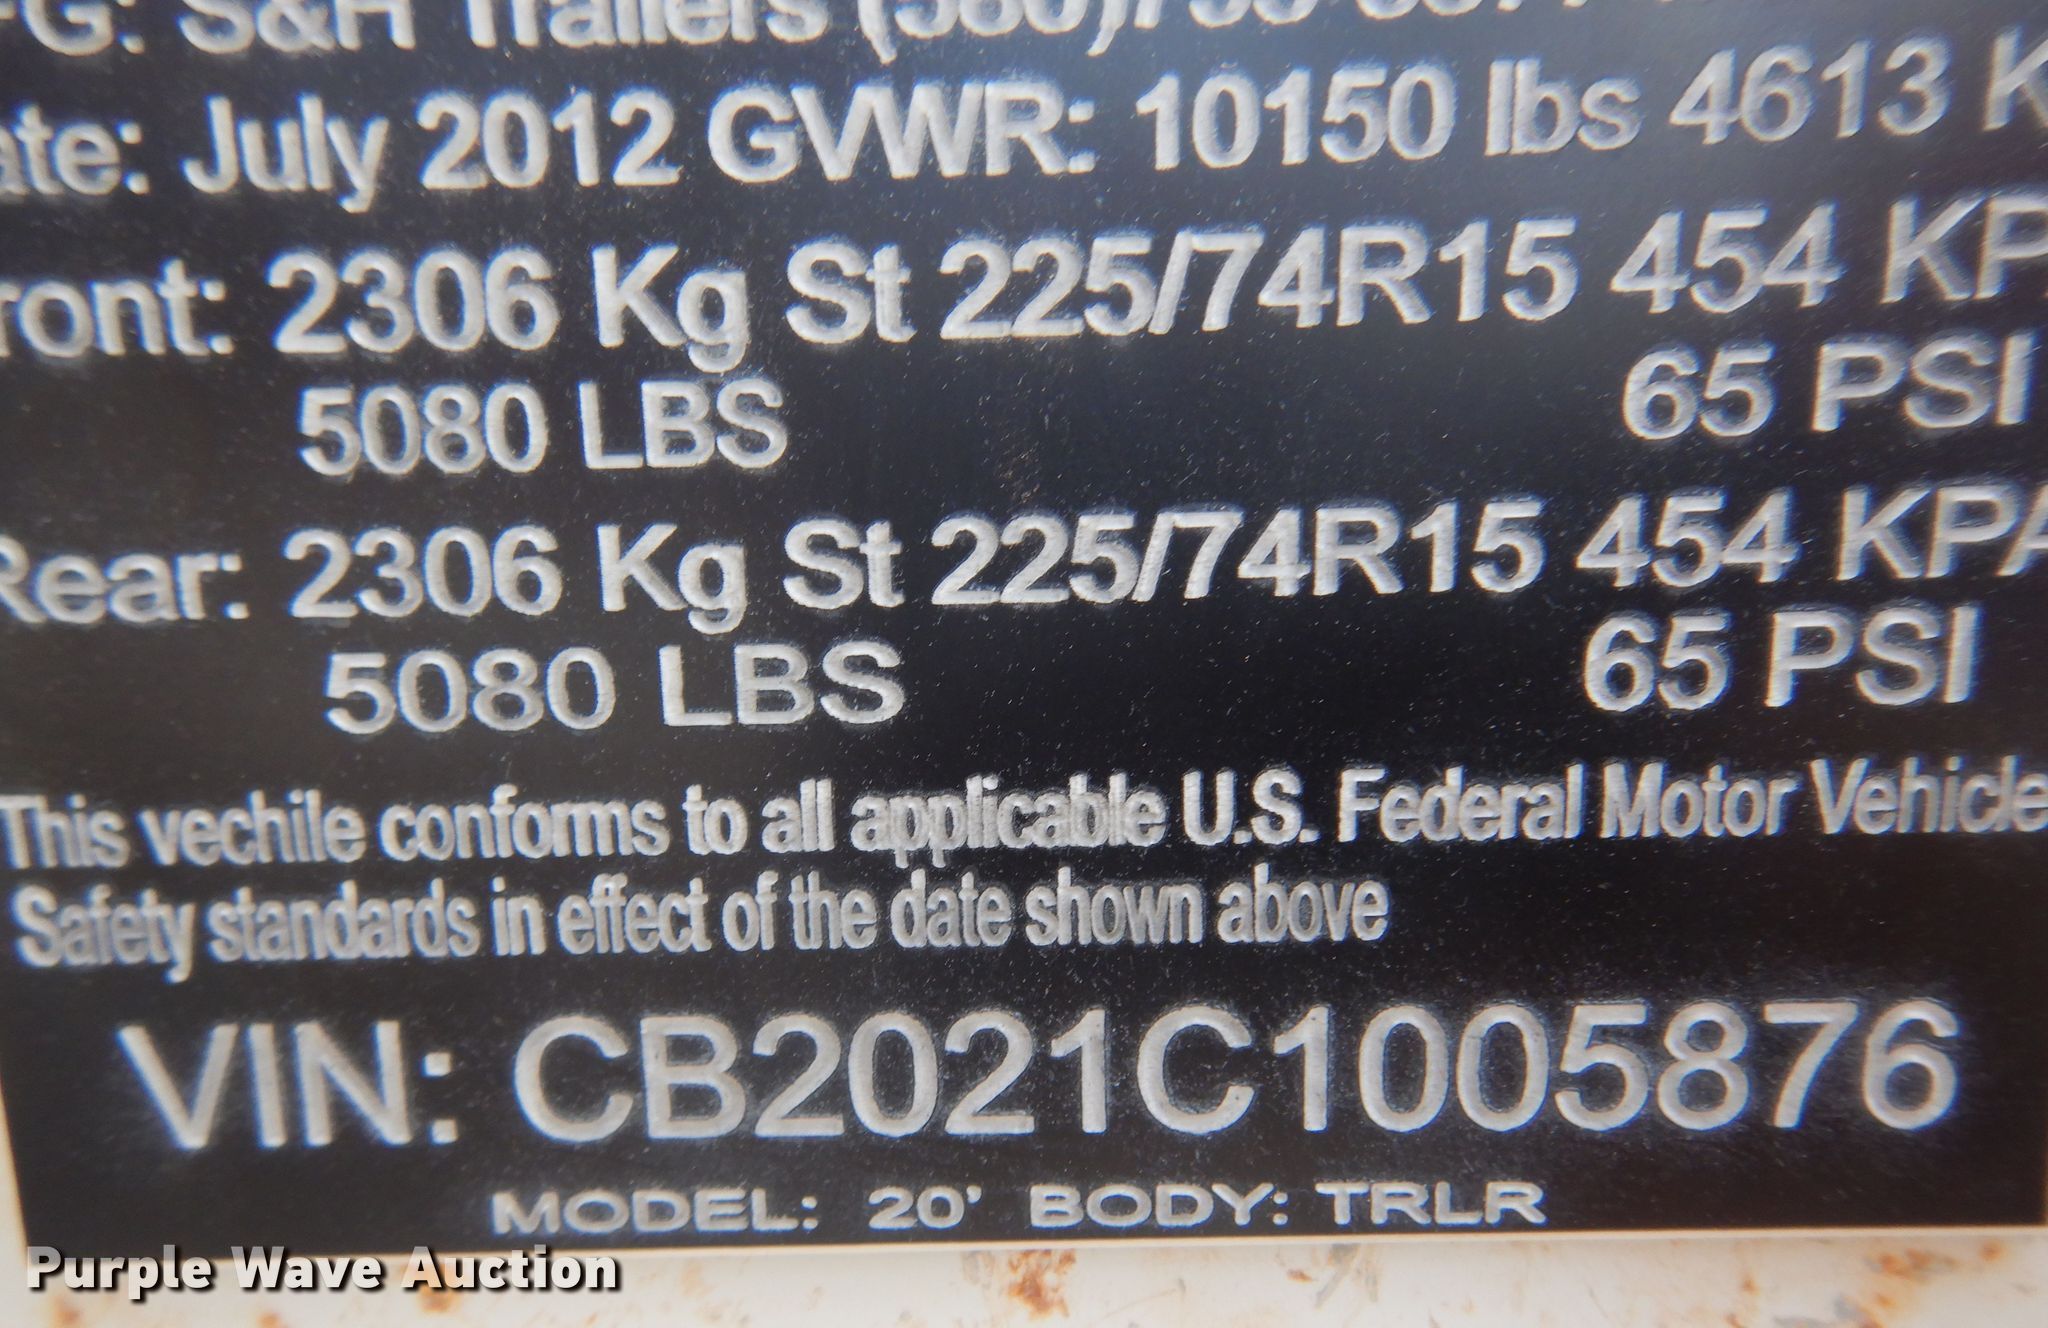 G: S&H Trailers (580)
ate: July 2012 GVWR: 10150 lbs 4613 K
ront: 2306 Kg St 225/74R15 454 KPA
5080 LBS 65 PSI
Rear: 2306 Kg St 225/74R15 454 KPA
5080 LBS 65 PSI
This vechile conforms to all applicable U.S. Federal Motor Vehicle
Safety standards in effect of the date shown above
VIN: CB2021C1005876
MODEL: 20' BODY: TRLR
Purple Wave Auction